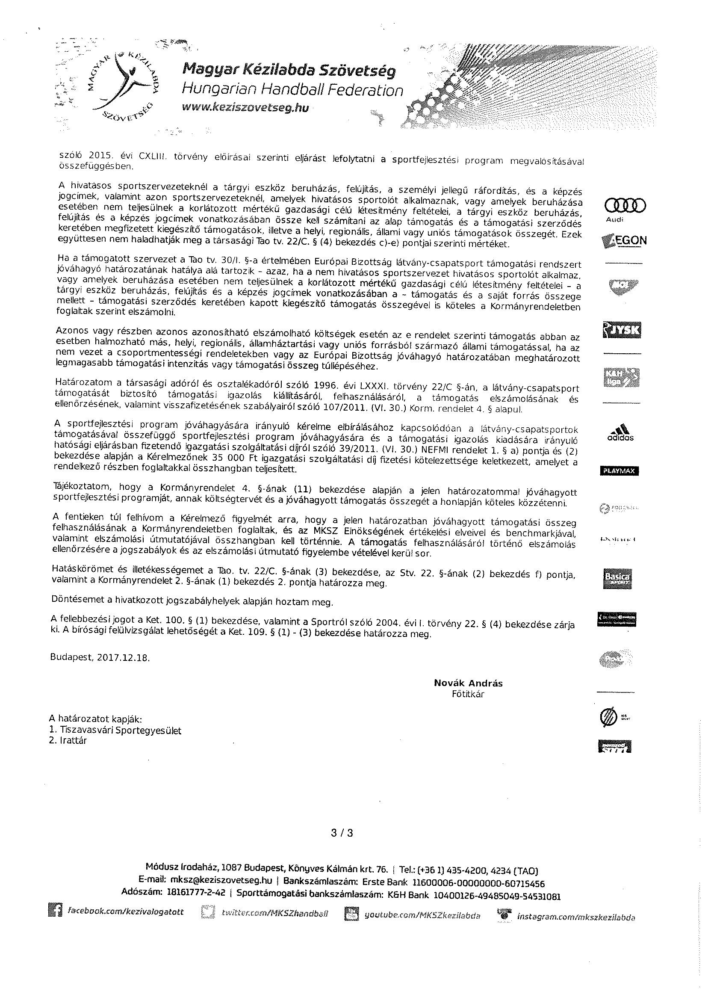 MAGYAR KÉZILABDA SZÖVETSÉG
Magyar Kézilabda Szövetség
Hungarian Handball Federation
www.keziszovetseg.hu
szóló 2015. évi CXLIII. törvény előírásai szerinti eljárást lefolytatni a sportfejlesztési program megvalósításával
összefüggésben.
A hivatásos sportszervezeteknél a tárgyi eszköz beruházás, felújítás, a személyi jellegű ráfordítás, és a képzés
jogcímek, valamint azon sportszervezeteknél, amelyek hivatásos sportolót alkalmaznak, vagy amelyek beruházása
esetében nem teljesülnek a korlátozott mértékű gazdasági célú létesítmény feltételei, a tárgyi eszköz beruházás,
felújítás és a képzés jogcímek vonatkozásában össze kell számítani az alap támogatás és a támogatási szerződés
keretében megfizetett kiegészítő támogatások, illetve a helyi, regionális, állami vagy uniós támogatások összegét. Ezek
együttesen nem haladhatják meg a társasági Tao tv. 22/C. § (4) bekezdés c)-e) pontjai szerinti mértéket.
Ha a támogatott szervezet a Tao tv. 30/I. §-a értelmében Európai Bizottság látvány-csapatsport támogatási rendszert
jóváhagyó határozatának hatálya alá tartozik – azaz, ha a nem hivatásos sportszervezet hivatásos sportolót alkalmaz,
vagy amelyek beruházása esetében nem teljesülnek a korlátozott mértékű gazdasági célú létesítmény feltételei – a
tárgyi eszköz beruházás, felújítás és a képzés jogcímek vonatkozásában a – támogatás és a saját forrás összege
mellett – támogatási szerződés keretében kapott kiegészítő támogatás összegével is köteles a Kormányrendeletben
foglaltak szerint elszámolni.
Azonos vagy részben azonos azonosítható elszámolható költségek esetén az e rendelet szerinti támogatás abban az
esetben halmozható más, helyi, regionális, államháztartási vagy uniós forrásból származó állami támogatással, ha az
nem vezet a csoportmentességi rendeletekben vagy az Európai Bizottság jóváhagyó határozatában meghatározott
legmagasabb támogatási intenzitás vagy támogatási összeg túllépéséhez.
Határozatom a társasági adóról és osztalékadóról szóló 1996. évi LXXXI. törvény 22/C §-án, a látvány-csapatsport
támogatását biztosító támogatási igazolás kiállításáról, felhasználásáról, a támogatás elszámolásának és
ellenőrzésének, valamint visszafizetésének szabályairól szóló 107/2011. (VI. 30.) Korm. rendelet 4. § alapul.
A sportfejlesztési program jóváhagyására irányuló kérelme elbírálásához kapcsolódóan a látvány-csapatsportok
támogatásával összefüggő sportfejlesztési program jóváhagyására és a támogatási igazolás kiadására irányuló
hatósági eljárásban fizetendő igazgatási szolgáltatási díjról szóló 39/2011. (VI. 30.) NEFMI rendelet 1. § a) pontja és (2)
bekezdése alapján a Kérelmezőnek 35 000 Ft igazgatási szolgáltatási díj fizetési kötelezettsége keletkezett, amelyet a
rendelkező részben foglaltakkal összhangban teljesített.
Tájékoztatom, hogy a Kormányrendelet 4. §-ának (11) bekezdése alapján a jelen határozatommal jóváhagyott
sportfejlesztési programját, annak költségtervét és a jóváhagyott támogatás összegét a honlapján köteles közzétenni.
A fentieken túl felhívom a Kérelmező figyelmét arra, hogy a jelen határozatban jóváhagyott támogatási összeg
felhasználásának a Kormányrendeletben foglaltak, és az MKSZ Elnökségének értékelési elveivel és benchmarkjával,
valamint elszámolási útmutatójával összhangban kell történnie. A támogatás felhasználásáról történő elszámolás
ellenőrzésére a jogszabályok és az elszámolási útmutató figyelembe vételével kerül sor.
Hatáskörömet és illetékességemet a Tao. tv. 22/C. §-ának (3) bekezdése, az Stv. 22. §-ának (2) bekezdés f) pontja,
valamint a Kormányrendelet 2. §-ának (1) bekezdés 2. pontja határozza meg.
Döntésemet a hivatkozott jogszabályhelyek alapján hoztam meg.
A fellebbezési jogot a Ket. 100. § (1) bekezdése, valamint a Sportról szóló 2004. évi I. törvény 22. § (4) bekezdése zárja
ki. A bírósági felülvizsgálat lehetőségét a Ket. 109. § (1) - (3) bekezdése határozza meg.
Budapest, 2017.12.18.
Novák András
Főtitkár
A határozatot kapják:
1. Tiszavasvári Sportegyesület
2. Irattár
Audi
AEGON
JYSK
K&H
liga
adidas
PLAYMAX
Basica
SPORT
3 / 3
Módusz Irodaház, 1087 Budapest, Könyves Kálmán krt. 76. | Tel.: (+36 1) 435-4200, 4234 (TAO)
E-mail: mksz@keziszovetseg.hu | Bankszámlaszám: Erste Bank 11600006-00000000-60715456
Adószám: 18161777-2-42 | Sporttámogatási bankszámlaszám: K&H Bank 10400126-49485049-54531081
facebook.com/kezivalogatott twitter.com/MKSZhandball youtube.com/MKSZkezilabda instagram.com/mkszkezilabda